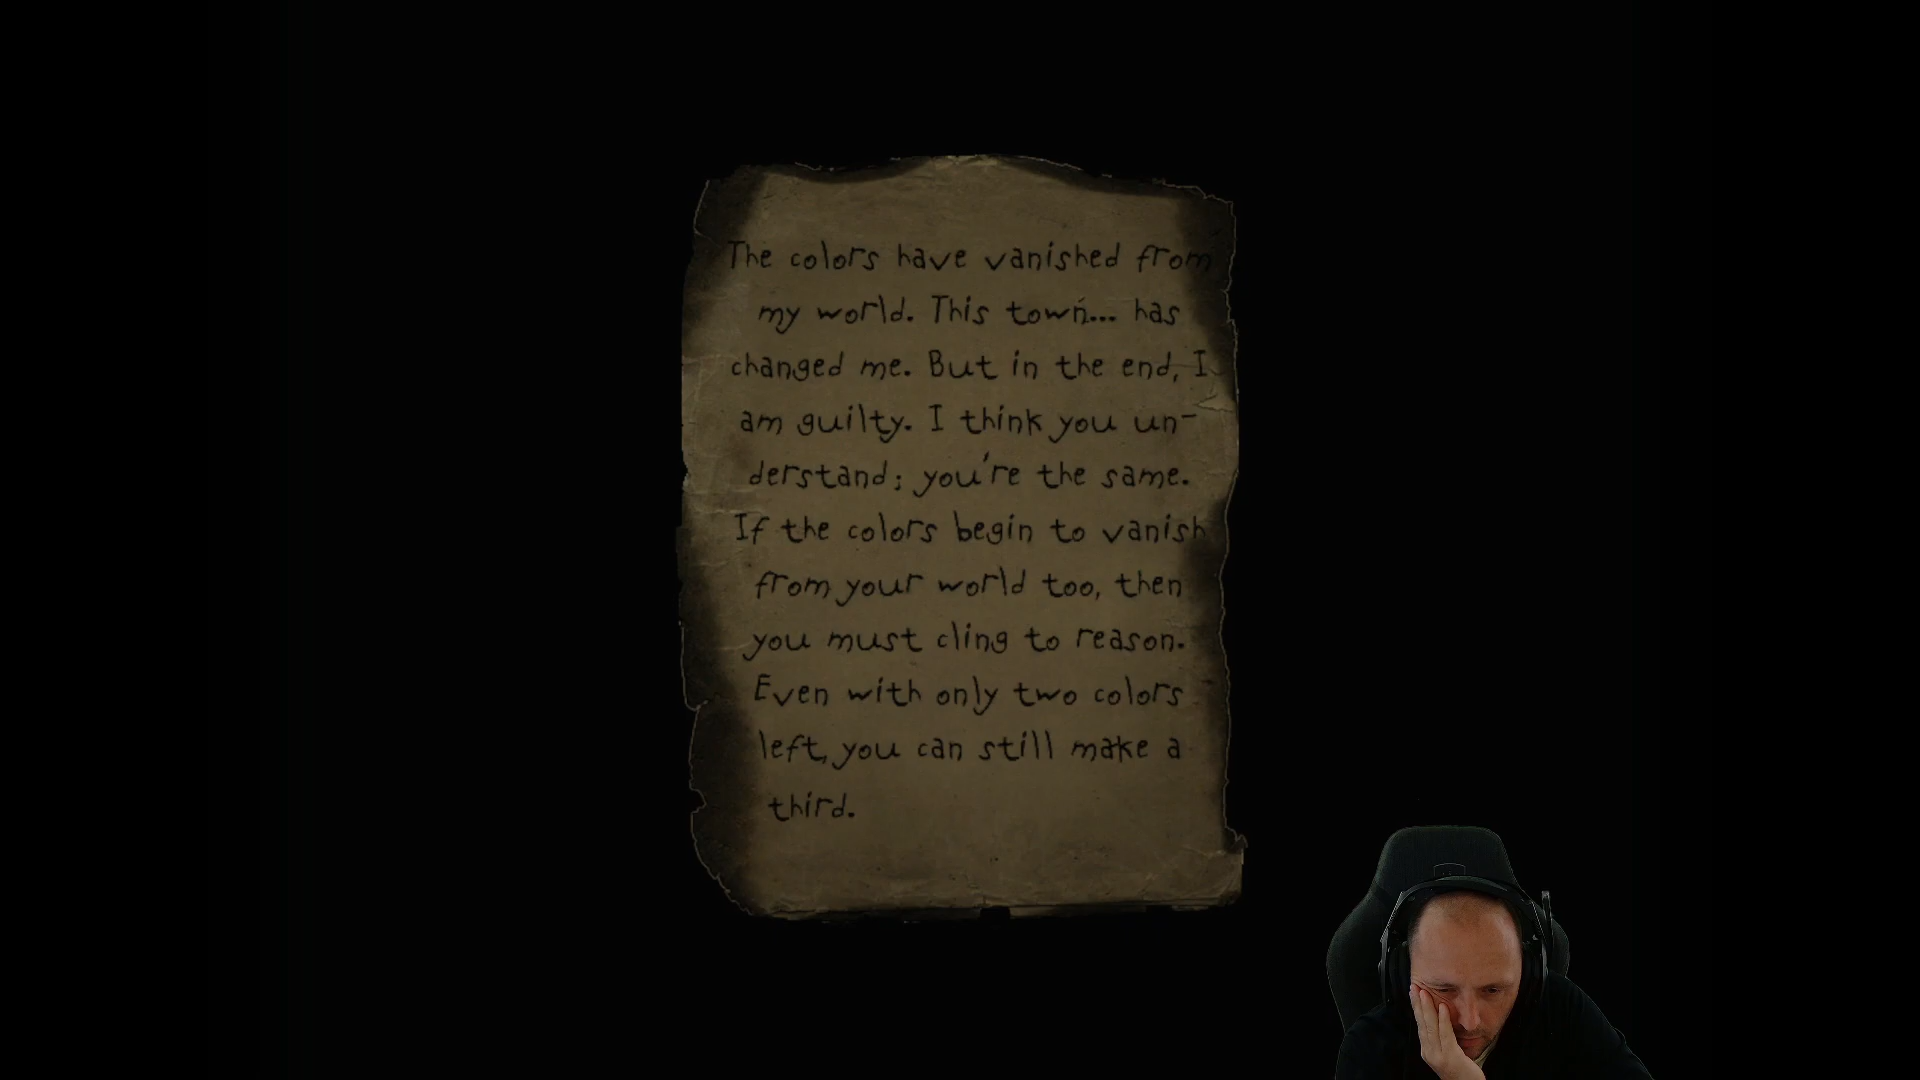 The colors have vanished from
my world. This town... has
changed me. But in the end, I
am guilty. I think you un-
derstand; you're the same.
If the colors begin to vanish
from your world too, then
you must cling to reason.
Even with only two colors
left, you can still make a
third.